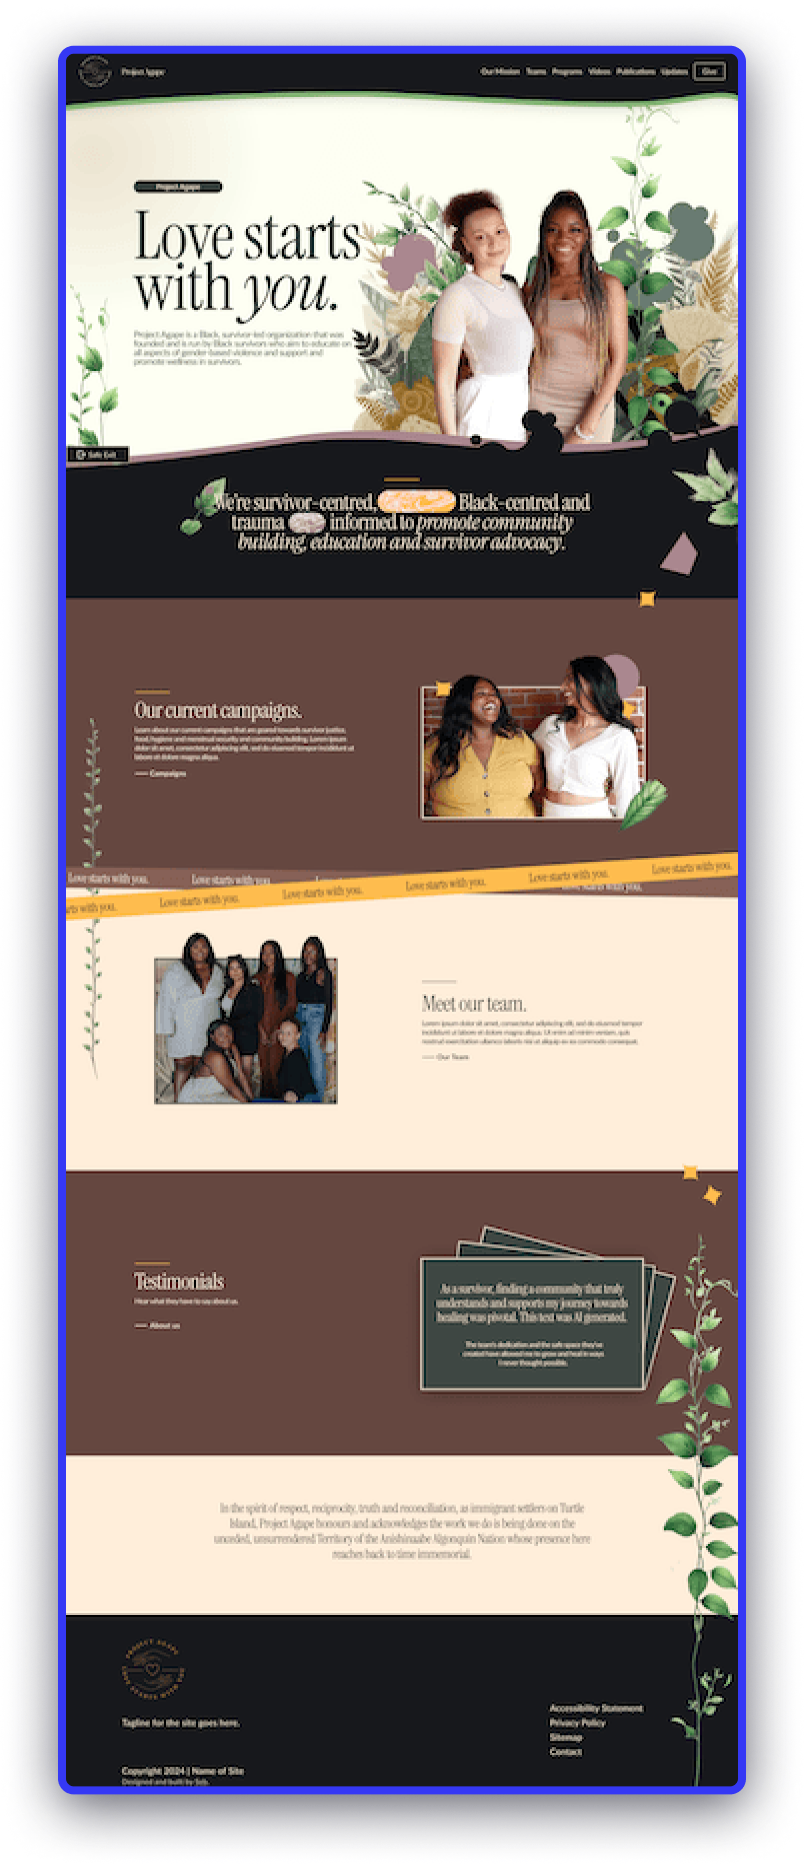 Project Agape
Our Mission Teams Programs Videos Publications Updates Give
Project Agape
Love starts
with you.
Project Agape is a Black, survivor-led organization that was
founded and is run by Black survivors who aim to educate on
all aspects of gender-based violence and support and
promote wellness in survivors.
Safe Exit
We're survivor-centred, Black-centred and
trauma informed to promote community
building, education and survivor advocacy.
Our current campaigns.
Learn about our current campaigns that are geared towards survivor justice,
food, hygiene and menstrual security and community building. Lorem ipsum
dolor sit amet, consectetur adipiscing elit, sed do eiusmod tempor incididunt ut
labore et dolore magna aliqua.
Campaigns
Love starts with you. Love starts with you.
Love starts with you.
rts with you. Love starts with you. Love starts with you. Love starts with you. Love starts with you. Love starts with you.
Meet our team.
Lorem ipsum dolor sit amet, consectetur adipiscing elit, sed do eiusmod tempor
incididunt ut labore et dolore magna aliqua. Ut enim ad minim veniam, quis
nostrud exercitation ullamco laboris nisi ut aliquip ex ea commodo consequat.
Our Team
Testimonials
Hear what they have to say about us.
About us
As a survivor, finding a community that truly
understands and supports my journey towards
healing was pivotal. This text was AI generated.
The team's dedication and the safe space they've
created have allowed me to grow and heal in ways
I never thought possible.
In the spirit of respect, reciprocity, truth and reconciliation, as immigrant settlers on Turtle
Island, Project Agape honours and acknowledges the work we do is being done on the
unceded, unsurrendered Territory of the Anishinaabe Algonquin Nation whose presence here
reaches back to time immemorial.
PROJECT AGAPE
LOVE STARTS WITH YOU
Tagline for the site goes here.
Accessibility Statement
Privacy Policy
Sitemap
Contact
Copyright 2024 | Name of Site
Designed and built by